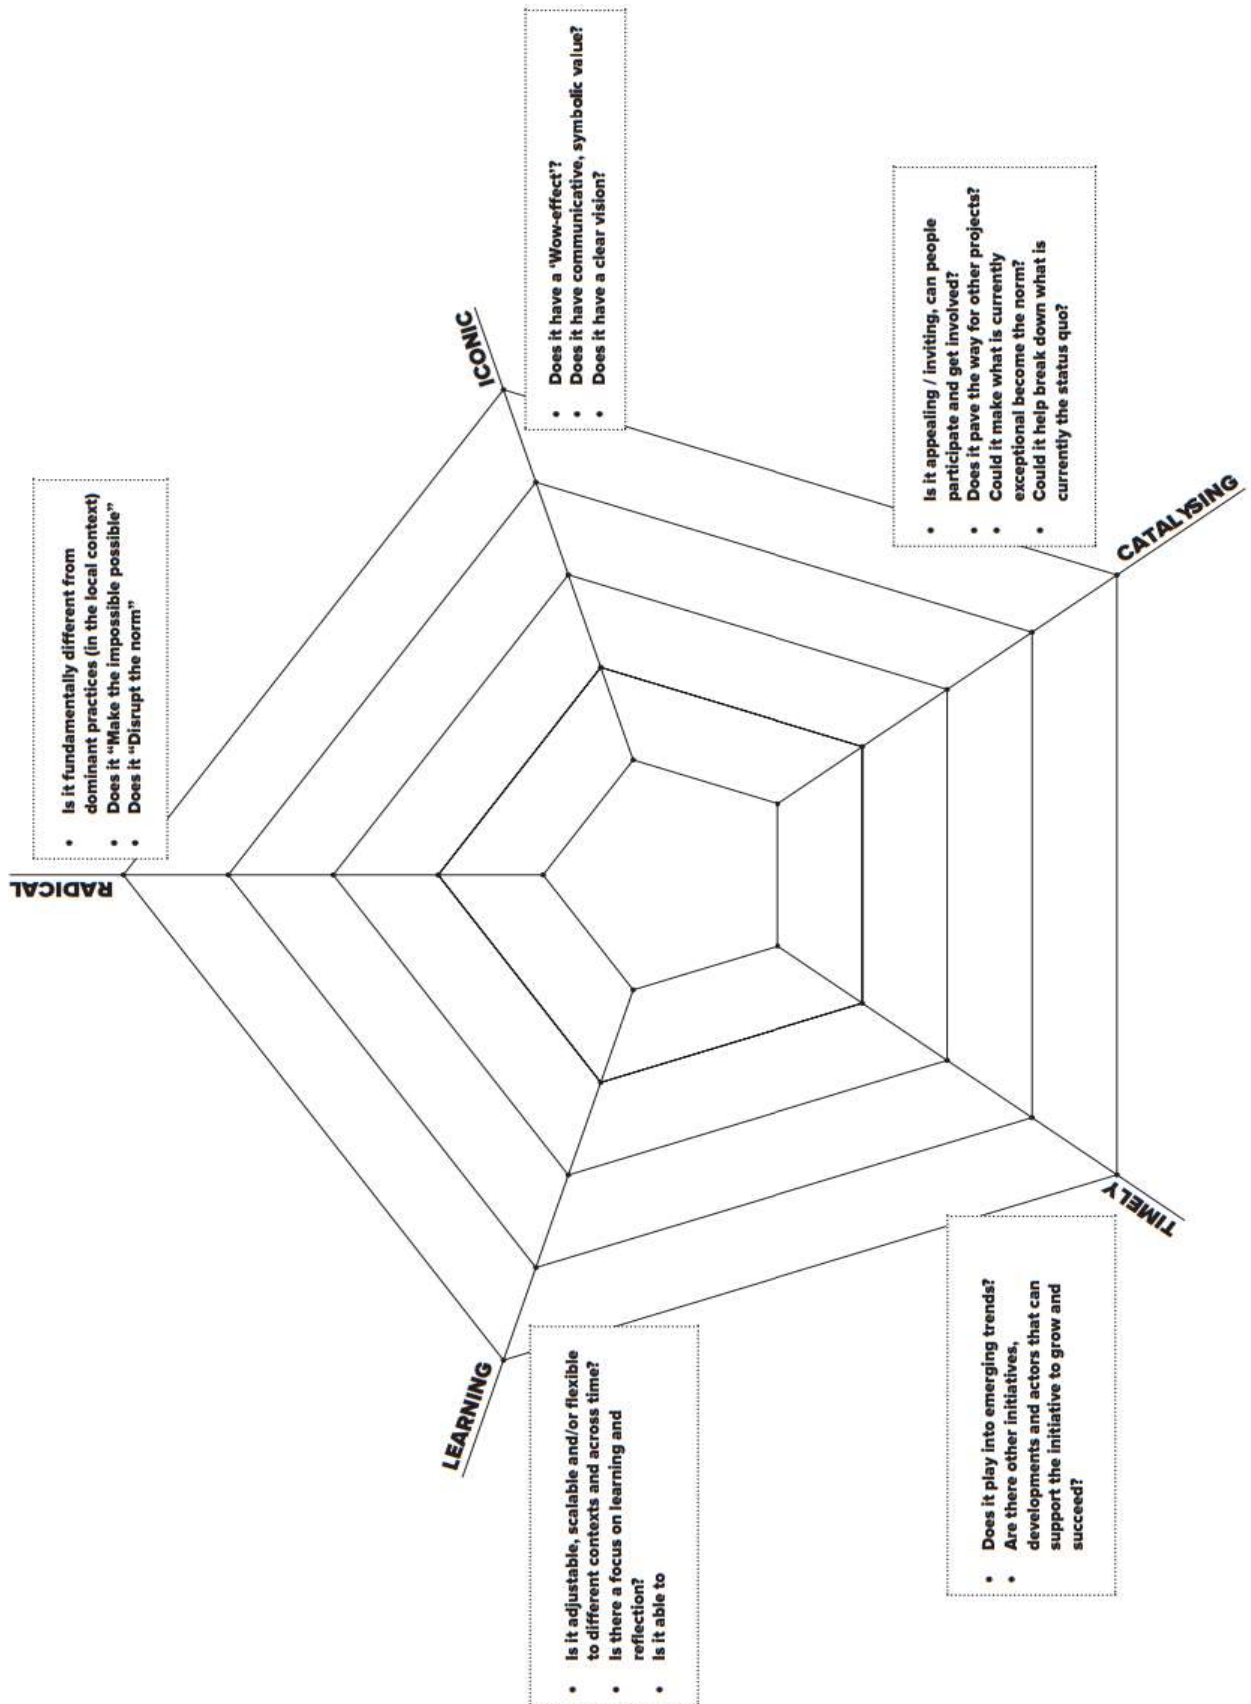 RADICAL
• Is it fundamentally different from
dominant practices (in the local context)
• Does it “Make the impossible possible”
• Does it “Disrupt the norm”
ICONIC
• Does it have a ‘Wow-effect’?
• Does it have communicative, symbolic value?
• Does it have a clear vision?
CATALYSING
• Is it appealing / inviting, can people
participate and get involved?
• Does it pave the way for other projects?
• Could it make what is currently
exceptional become the norm?
• Could it help break down what is
currently the status quo?
TIMELY
• Does it play into emerging trends?
• Are there other initiatives,
developments and actors that can
support the initiative to grow and
succeed?
LEARNING
• Is it adjustable, scalable and/or flexible
to different contexts and across time?
• Is there a focus on learning and
reflection?
• Is it able to